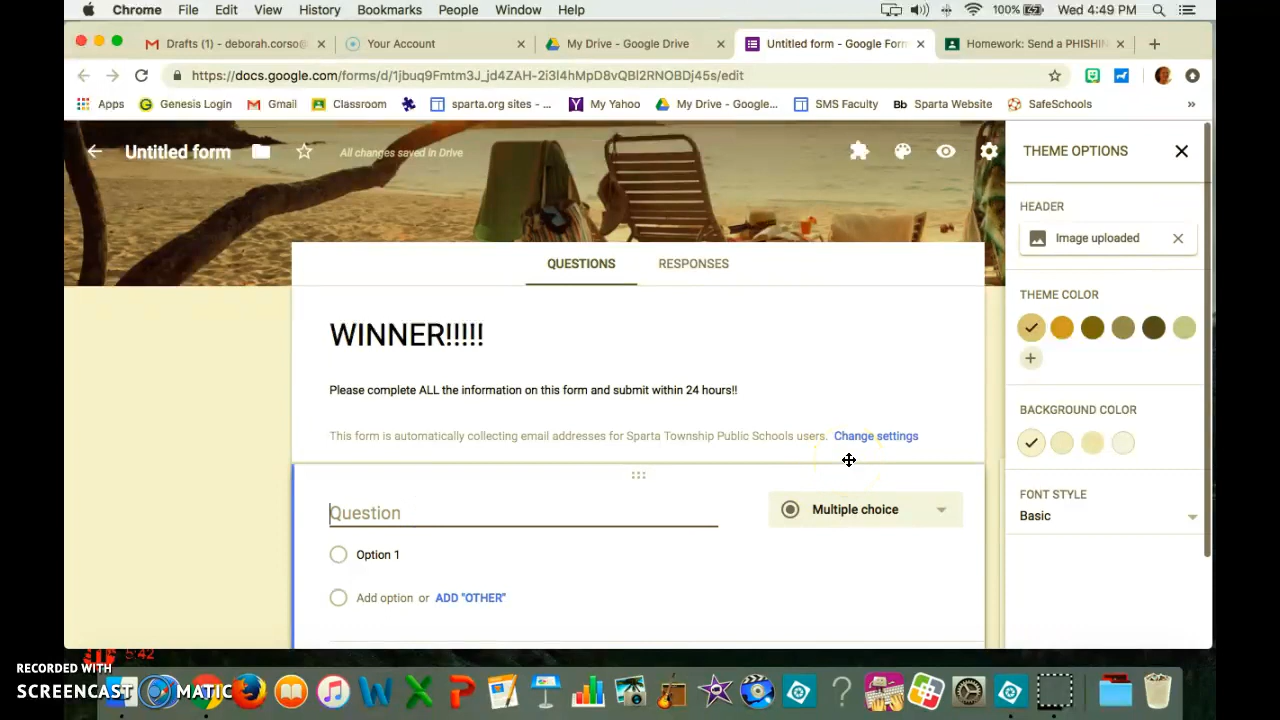 Chrome File Edit View History Bookmarks People Window Help 100% Wed 4:49 PM
Drafts (1) - deborah.corso@ Your Account My Drive - Google Drive Untitled form - Google Form Homework: Send a PHISHIN
https://docs.google.com/forms/d/1jbuq9Fmtm3J_jd4ZAH-2i3I4hMpD8vQBl2RNOBDj45s/edit
Apps Genesis Login Gmail Classroom sparta.org sites - ... My Yahoo My Drive - Google... SMS Faculty Bb Sparta Website SafeSchools »
Untitled form All changes saved in Drive
THEME OPTIONS
HEADER
Image uploaded
QUESTIONS RESPONSES
THEME COLOR
WINNER!!!!!
Please complete ALL the information on this form and submit within 24 hours!!
BACKGROUND COLOR
This form is automatically collecting email addresses for Sparta Township Public Schools users. Change settings
FONT STYLE
Basic
Question
Multiple choice
Option 1
Add option or ADD "OTHER"
5:42
RECORDED WITH
SCREENCAST MATIC